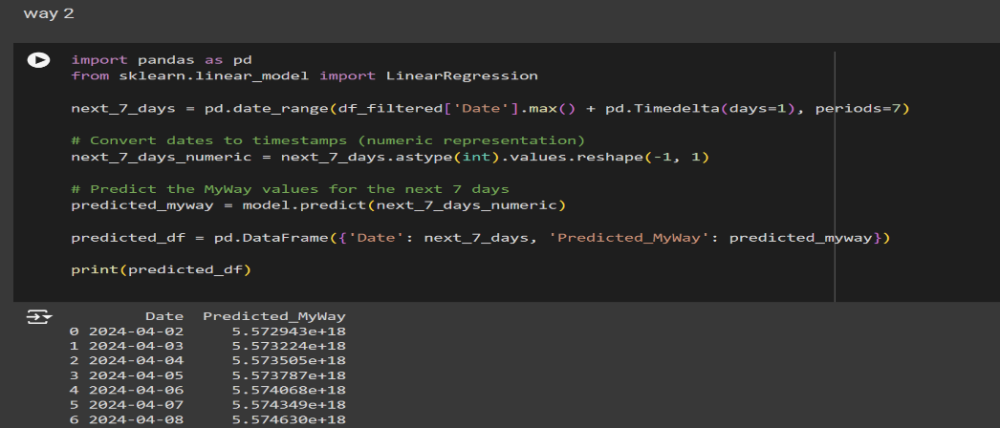 way 2
import pandas as pd
from sklearn.linear_model import LinearRegression
next_7_days = pd.date_range(df_filtered['Date'].max() + pd.Timedelta(days=1), periods=7)
# Convert dates to timestamps (numeric representation)
next_7_days_numeric = next_7_days.astype(int).values.reshape(-1, 1)
# Predict the MyWay values for the next 7 days
predicted_myway = model.predict(next_7_days_numeric)
predicted_df = pd.DataFrame({'Date': next_7_days, 'Predicted_MyWay': predicted_myway})
print(predicted_df)
Date Predicted_MyWay
0 2024-04-02 5.572943e+18
1 2024-04-03 5.573224e+18
2 2024-04-04 5.573505e+18
3 2024-04-05 5.573787e+18
4 2024-04-06 5.574068e+18
5 2024-04-07 5.574349e+18
6 2024-04-08 5.574630e+18